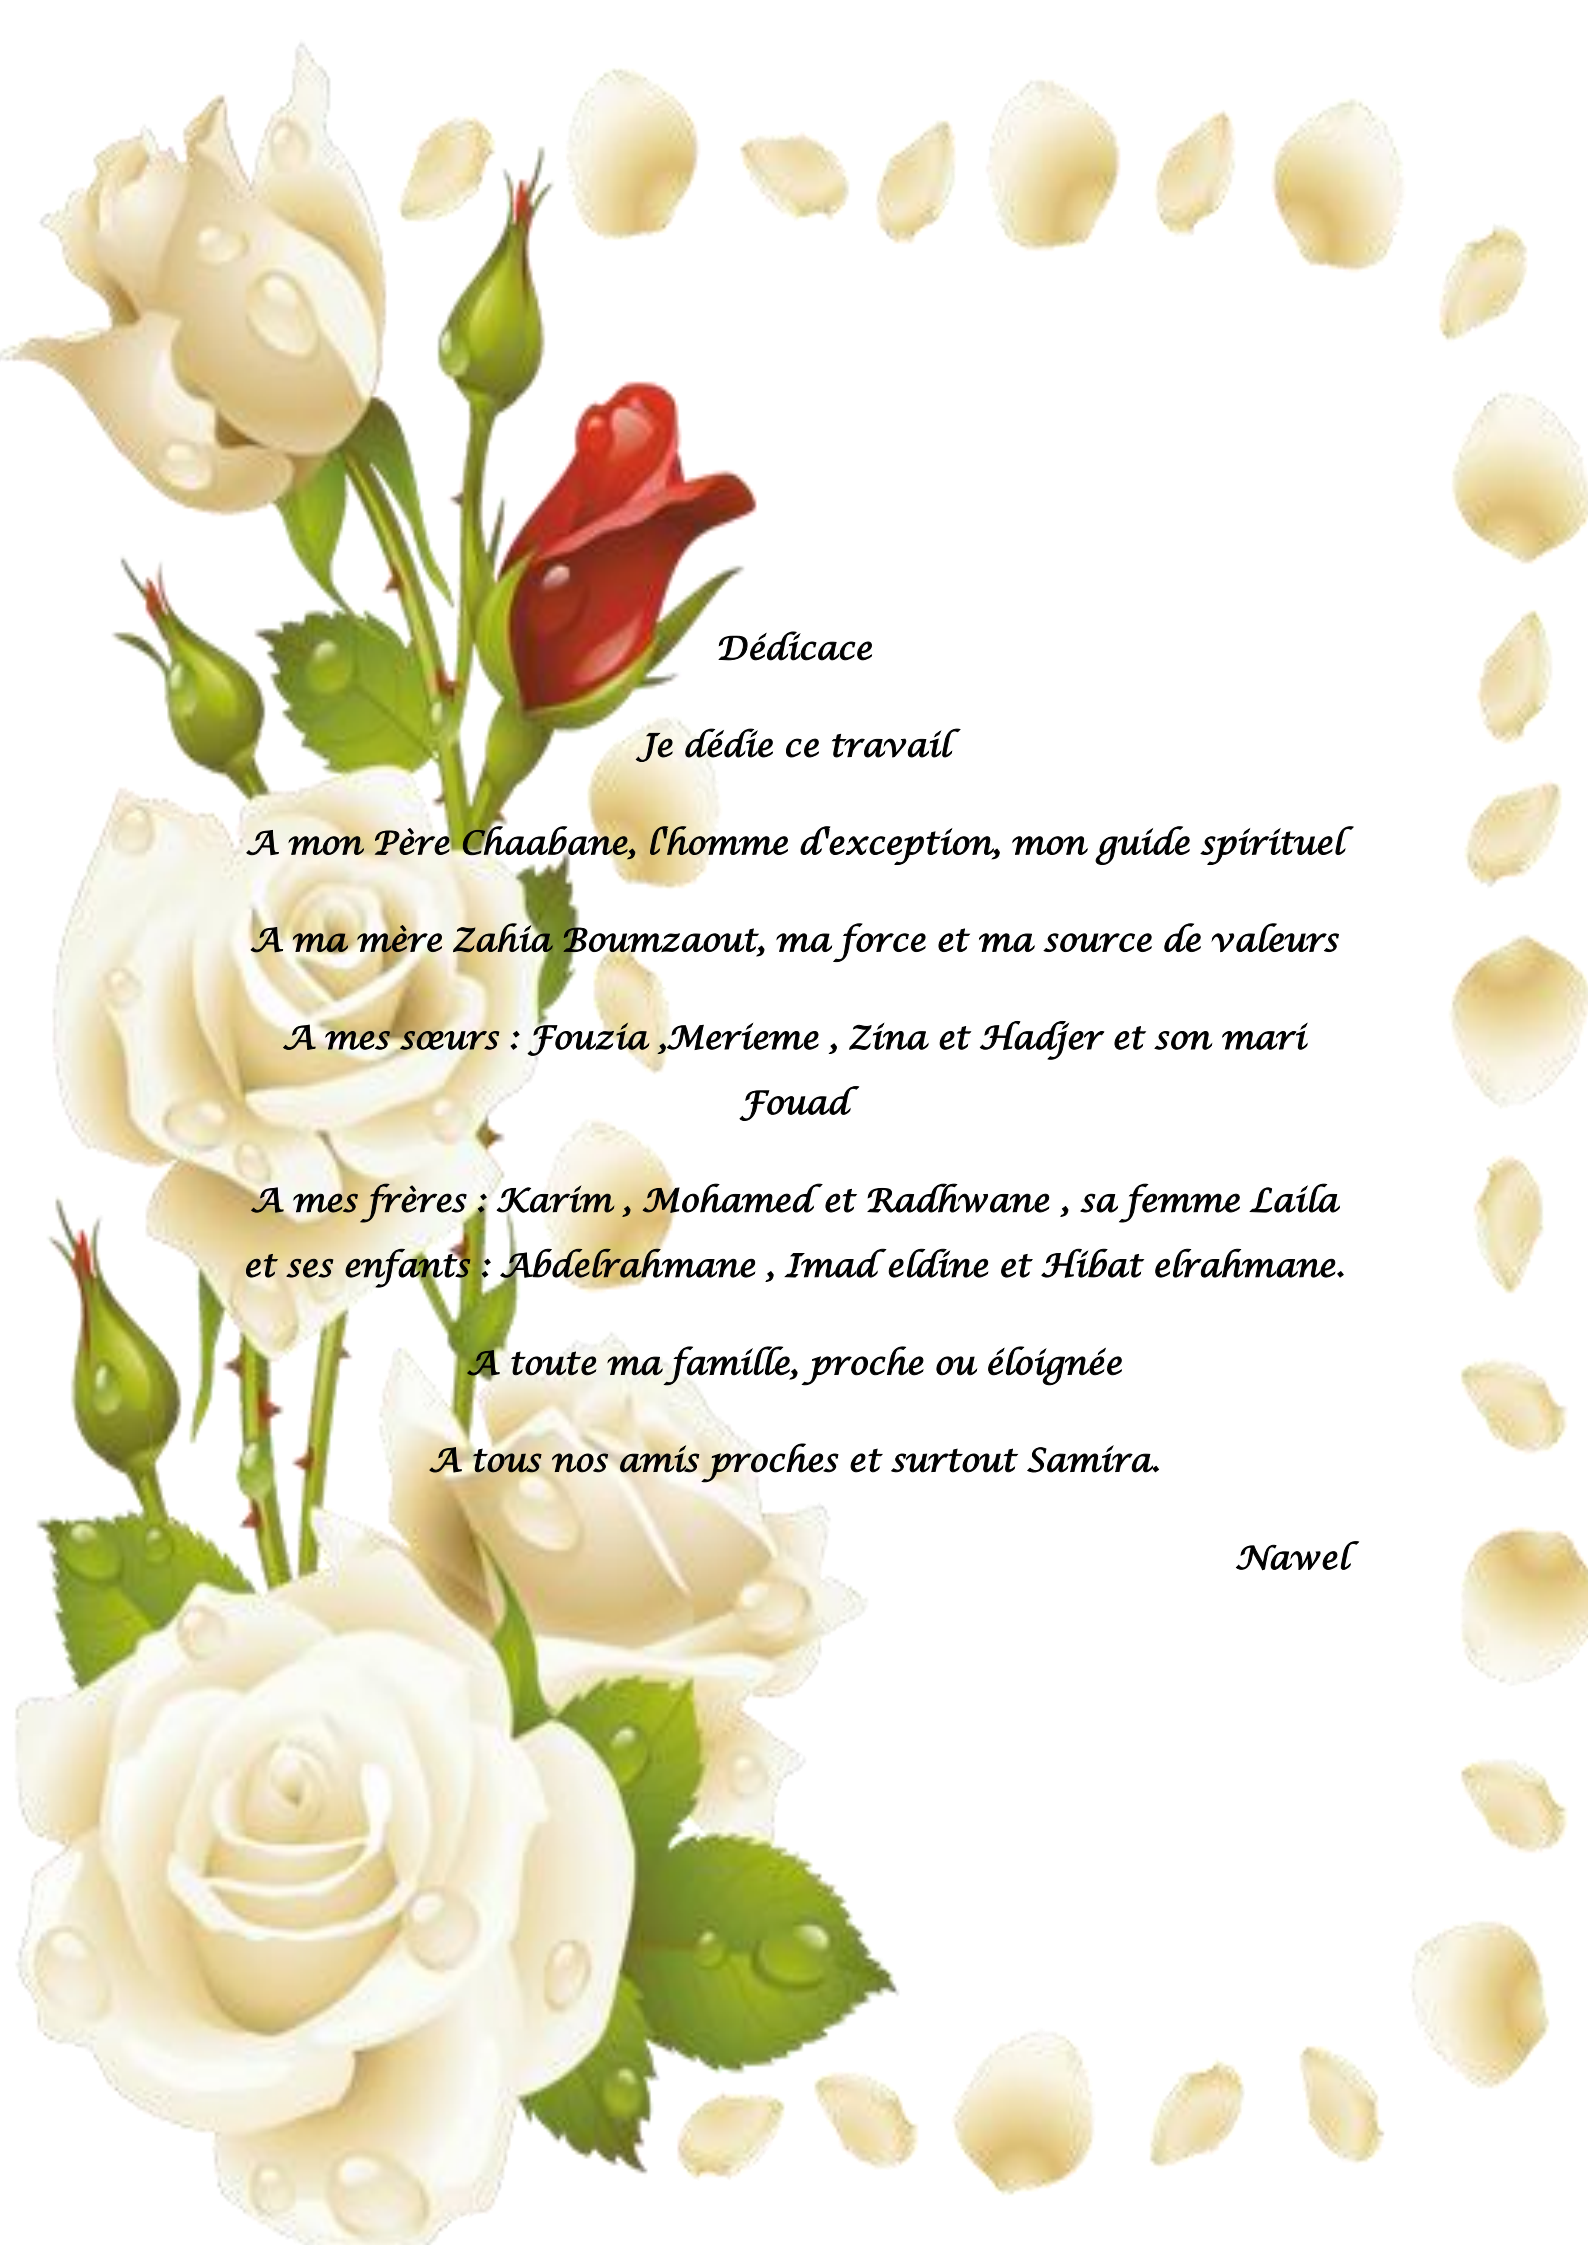 Dédicace
Je dédie ce travail
A mon Père Chaabane, l'homme d'exception, mon guide spirituel
A ma mère Zahia Boumzaout, ma force et ma source de valeurs
A mes sœurs : Fouzia ,Merieme , Zina et Hadjer et son mari
Fouad
A mes frères : Karim , Mohamed et Radhwane , sa femme Laila
et ses enfants : Abdelrahmane , Imad eldine et Hibat elrahmane.
A toute ma famille, proche ou éloignée
A tous nos amis proches et surtout Samira.
Nawel